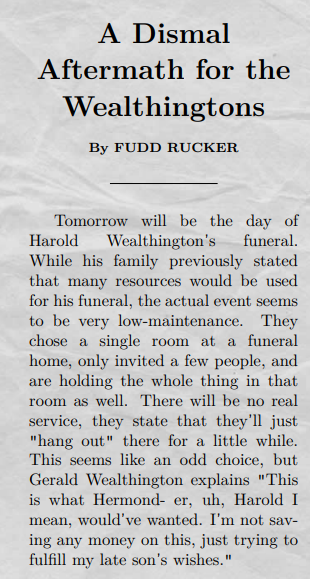 A Dismal
Aftermath for the
Wealthingtons
By FUDD RUCKER
Tomorrow will be the day of
Harold Wealthington's funeral.
While his family previously stated
that many resources would be used
for his funeral, the actual event seems
to be very low-maintenance. They
chose a single room at a funeral
home, only invited a few people, and
are holding the whole thing in that
room as well. There will be no real
service, they state that they'll just
"hang out" there for a little while.
This seems like an odd choice, but
Gerald Wealthington explains "This
is what Hermond- er, uh, Harold I
mean, would've wanted. I'm not sav-
ing any money on this, just trying to
fulfill my late son's wishes."